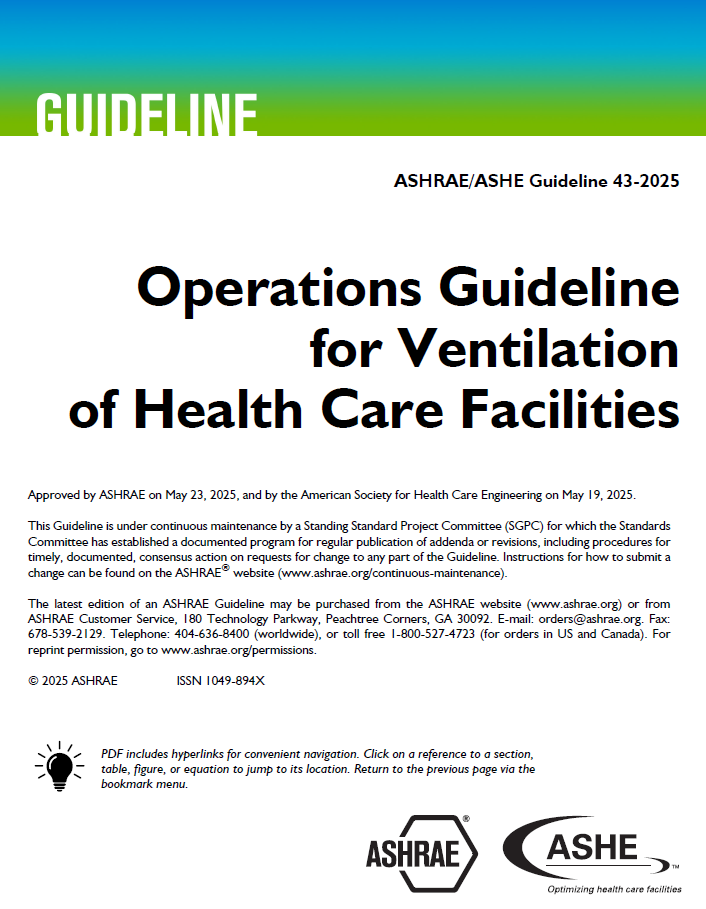 GUIDELINE
ASHRAE/ASHE Guideline 43-2025
Operations Guideline
for Ventilation
of Health Care Facilities
Approved by ASHRAE on May 23, 2025, and by the American Society for Health Care Engineering on May 19, 2025.
This Guideline is under continuous maintenance by a Standing Standard Project Committee (SGPC) for which the Standards
Committee has established a documented program for regular publication of addenda or revisions, including procedures for
timely, documented, consensus action on requests for change to any part of the Guideline. Instructions for how to submit a
change can be found on the ASHRAE® website (www.ashrae.org/continuous-maintenance).
The latest edition of an ASHRAE Guideline may be purchased from the ASHRAE website (www.ashrae.org) or from
ASHRAE Customer Service, 180 Technology Parkway, Peachtree Corners, GA 30092. E-mail: orders@ashrae.org. Fax:
678-539-2129. Telephone: 404-636-8400 (worldwide), or toll free 1-800-527-4723 (for orders in US and Canada). For
reprint permission, go to www.ashrae.org/permissions.
© 2025 ASHRAE ISSN 1049-894X
PDF includes hyperlinks for convenient navigation. Click on a reference to a section,
table, figure, or equation to jump to its location. Return to the previous page via the
bookmark menu.
ASHRAE®
ASHE™
Optimizing health care facilities